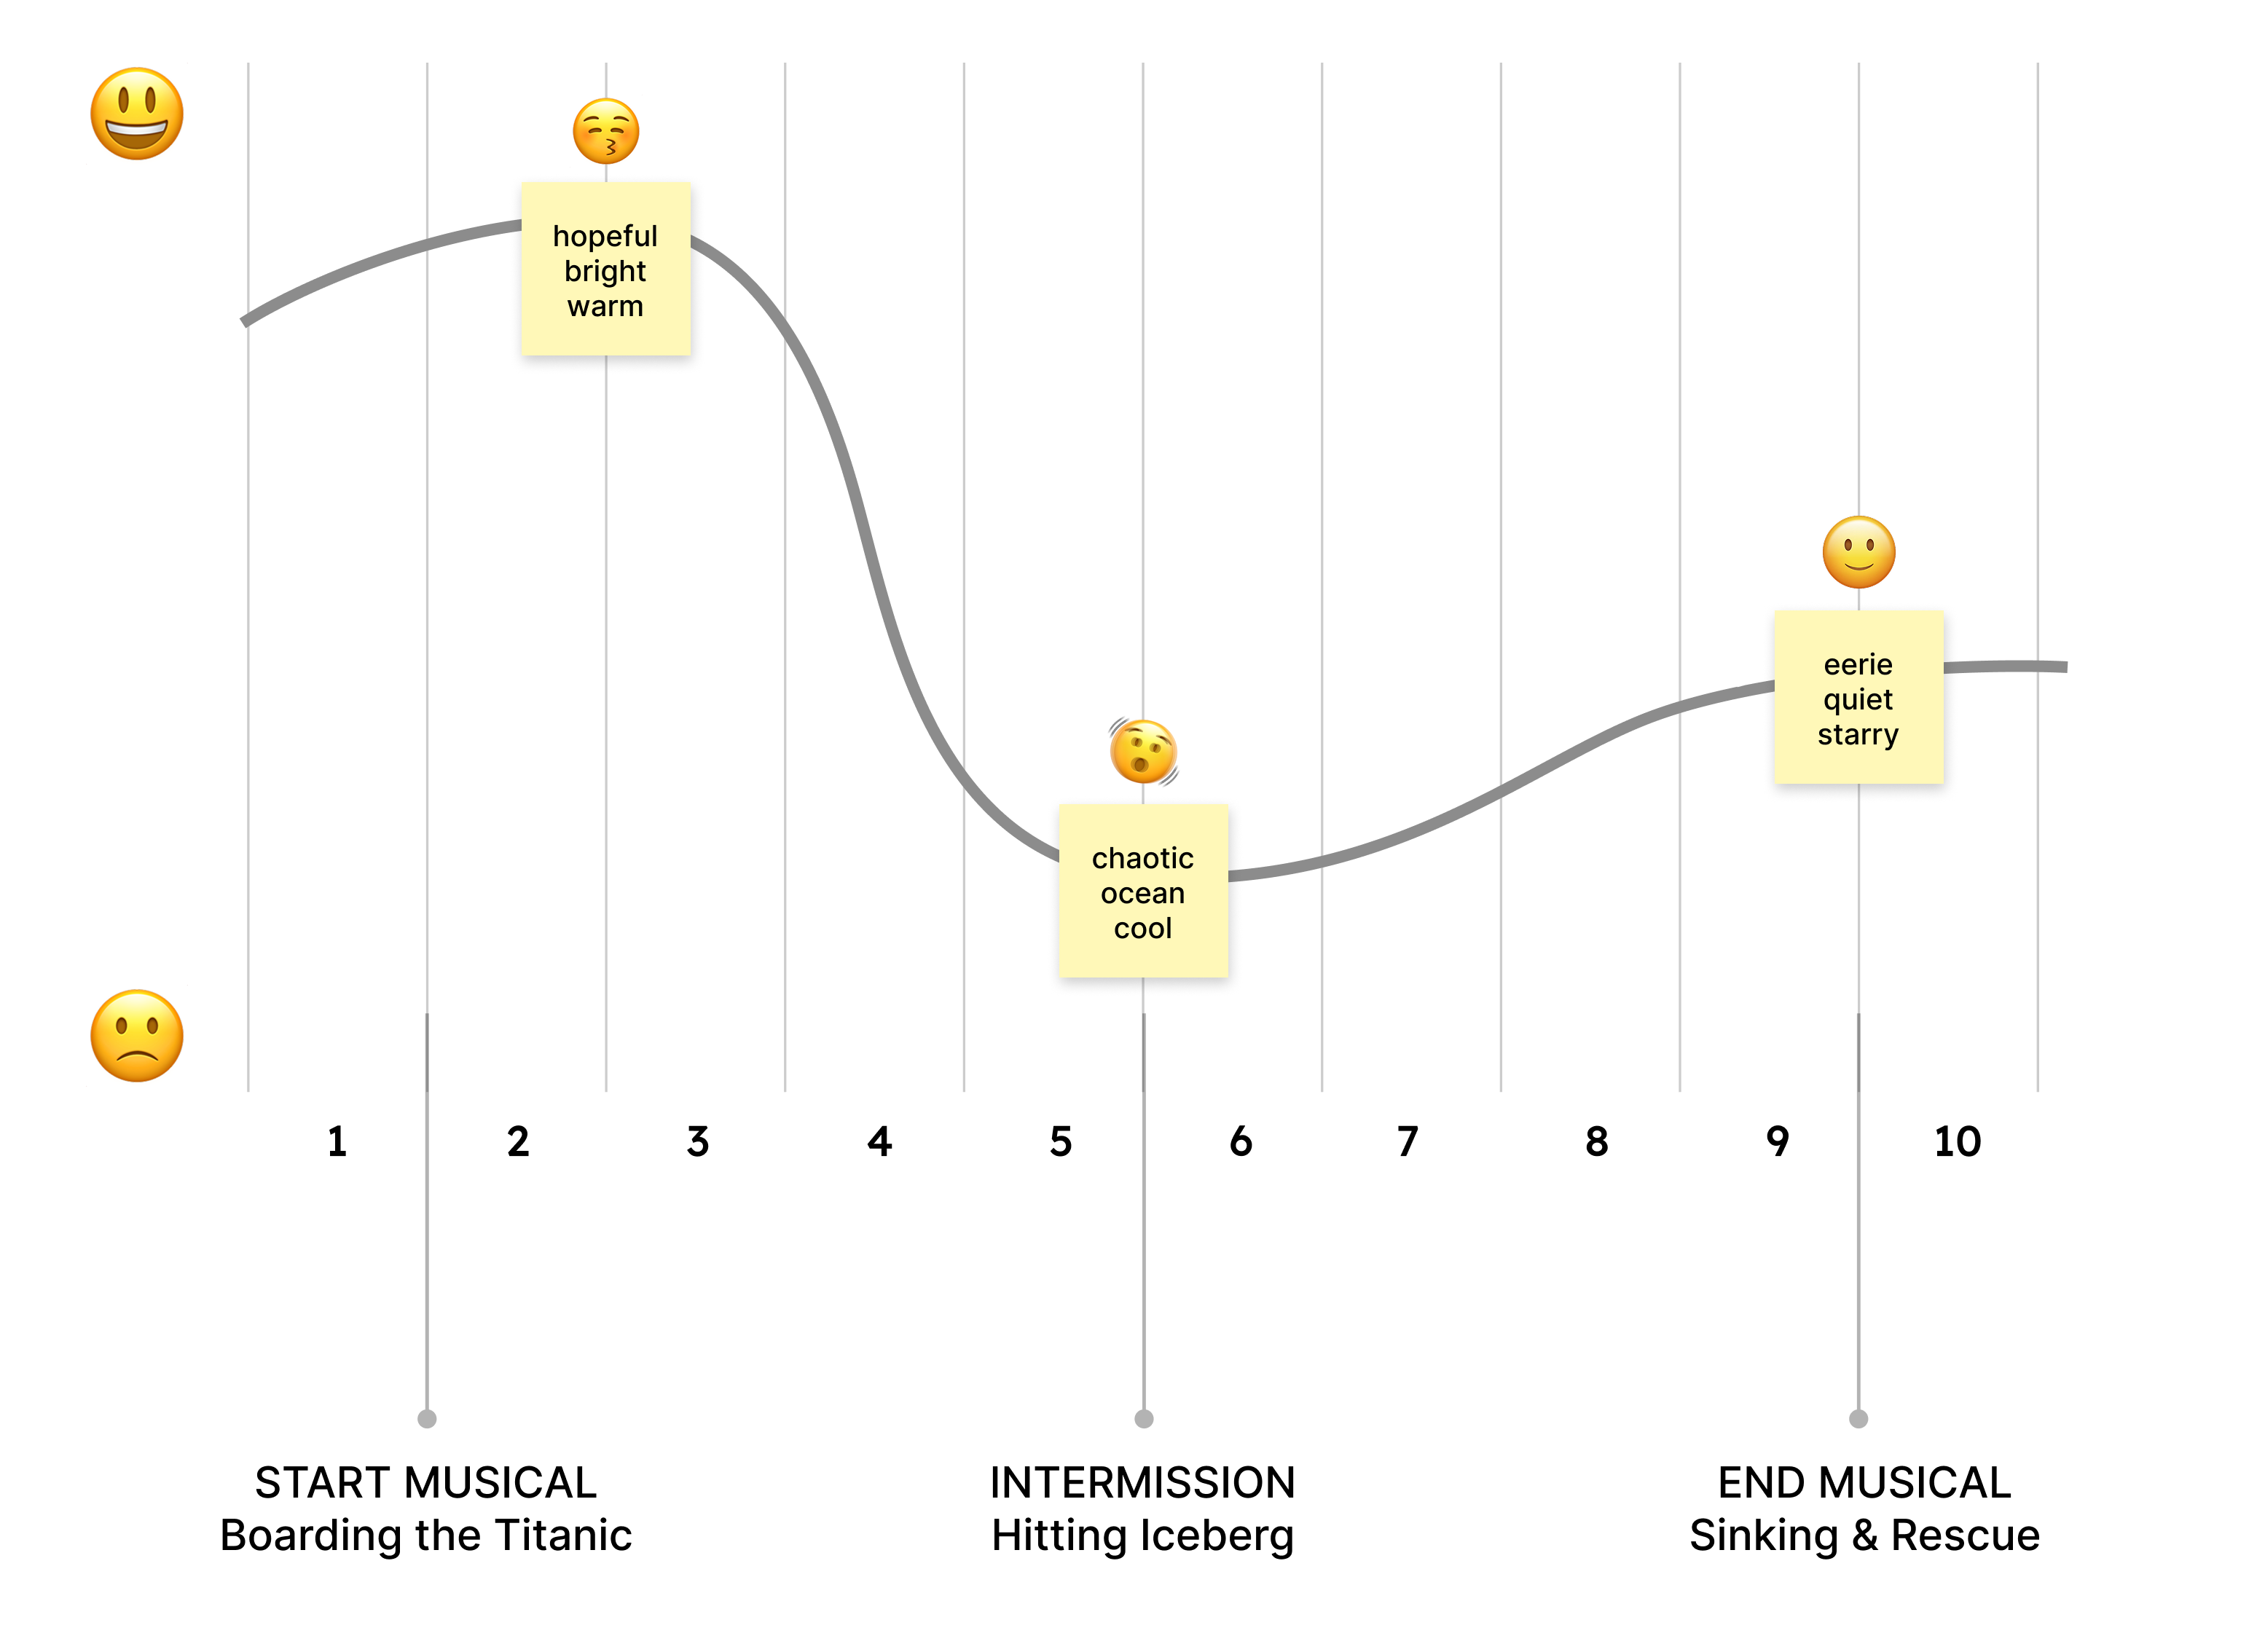 hopeful
bright
warm
eerie
quiet
starry
chaotic
ocean
cool
1 2 3 4 5 6 7 8 9 10
START MUSICAL
Boarding the Titanic
INTERMISSION
Hitting Iceberg
END MUSICAL
Sinking & Rescue